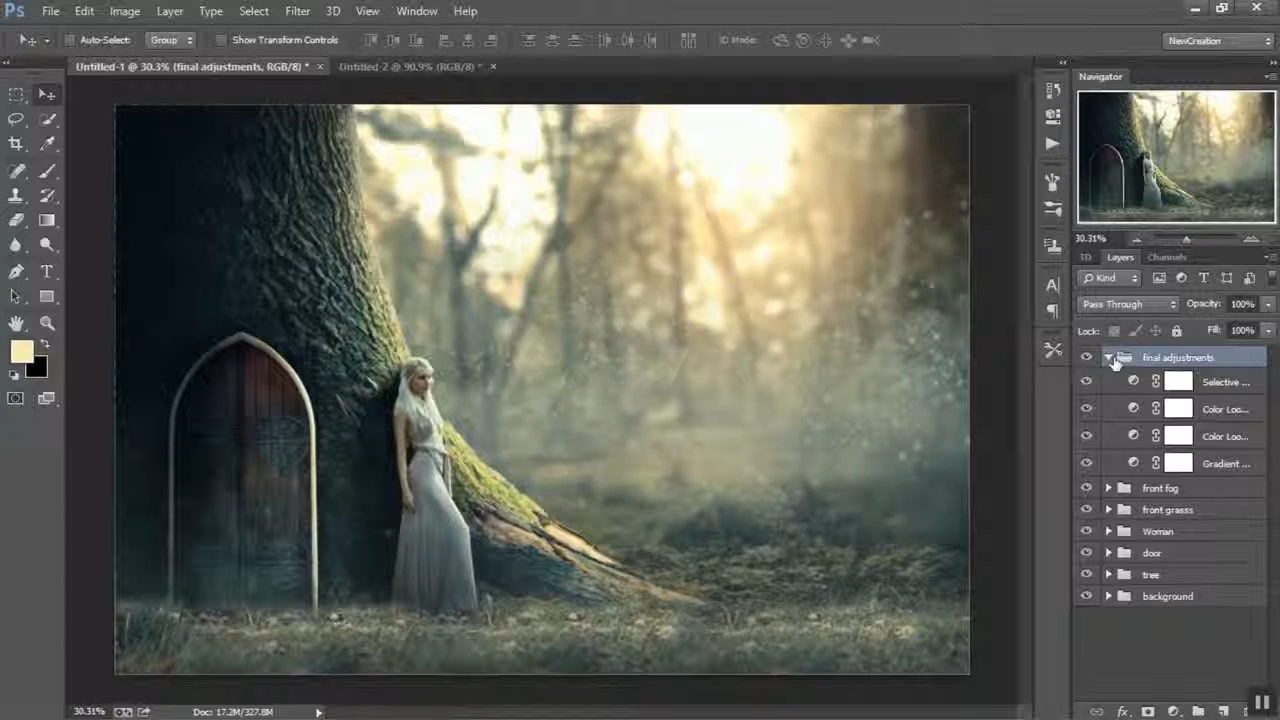 Ps File Edit Image Layer Type Select Filter 3D View Window Help
Auto-Select: Group Show Transform Controls 3D Mode: NewCreation
Untitled-1 @ 30.3% (final adjustments, RGB/8) * × Untitled-2 @ 90.9% (RGB/8) * ×
Navigator
30.31%
3D Layers Channels
Kind
Pass Through Opacity: 100%
Lock: Fill: 100%
final adjustments
Selective ...
Color Loo...
Color Loo...
Gradient ...
front fog
front grasss
Woman
door
tree
background
30.31% Doc: 17.2M/327.8M